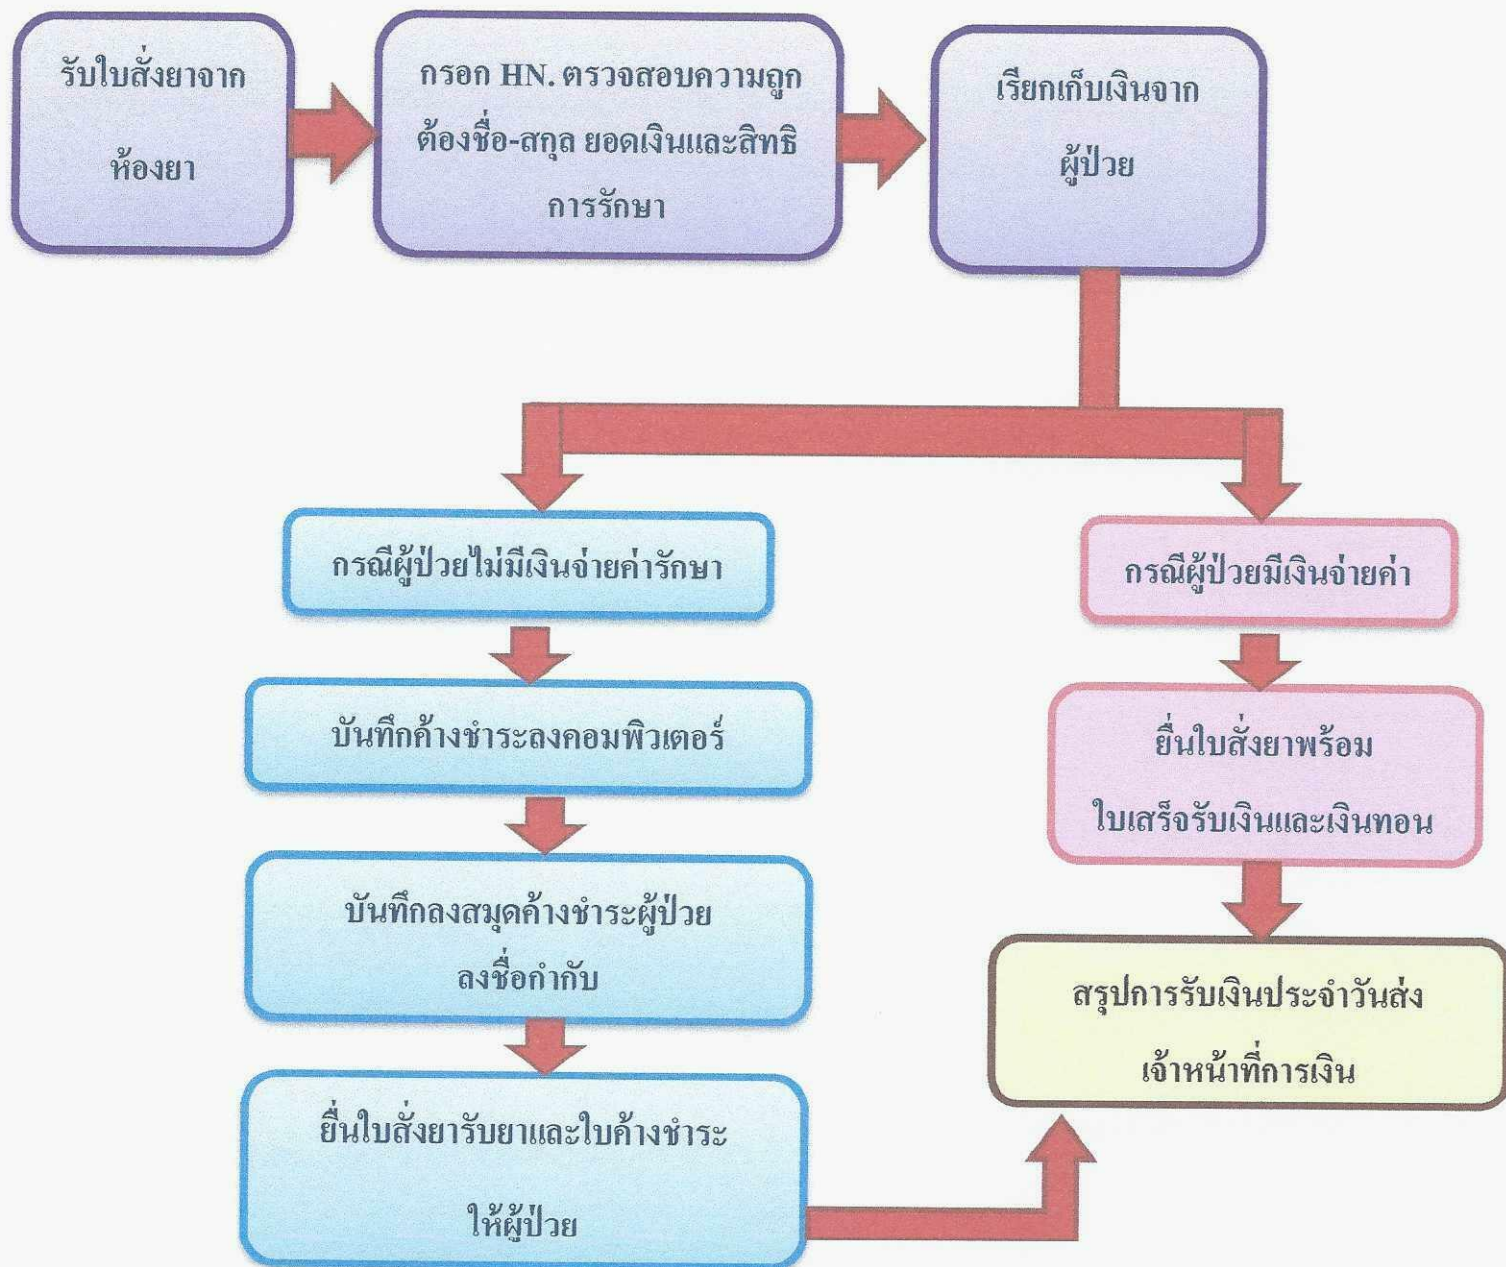 รับใบสั่งยาจาก
ห้องยา
กรอก HN. ตรวจสอบความถูก
ต้องชื่อ-สกุล ยอดเงินและสิทธิ
การรักษา
เรียกเก็บเงินจาก
ผู้ป่วย
กรณีผู้ป่วยไม่มีเงินจ่ายค่ารักษา
บันทึกค้างชำระลงคอมพิวเตอร์
บันทึกลงสมุดค้างชำระผู้ป่วย
ลงชื่อกำกับ
ยื่นใบสั่งยารับยาและใบค้างชำระ
ให้ผู้ป่วย
กรณีผู้ป่วยมีเงินจ่ายค่า
ยื่นใบสั่งยาพร้อม
ใบเสร็จรับเงินและเงินทอน
สรุปการรับเงินประจำวันส่ง
เจ้าหน้าที่การเงิน